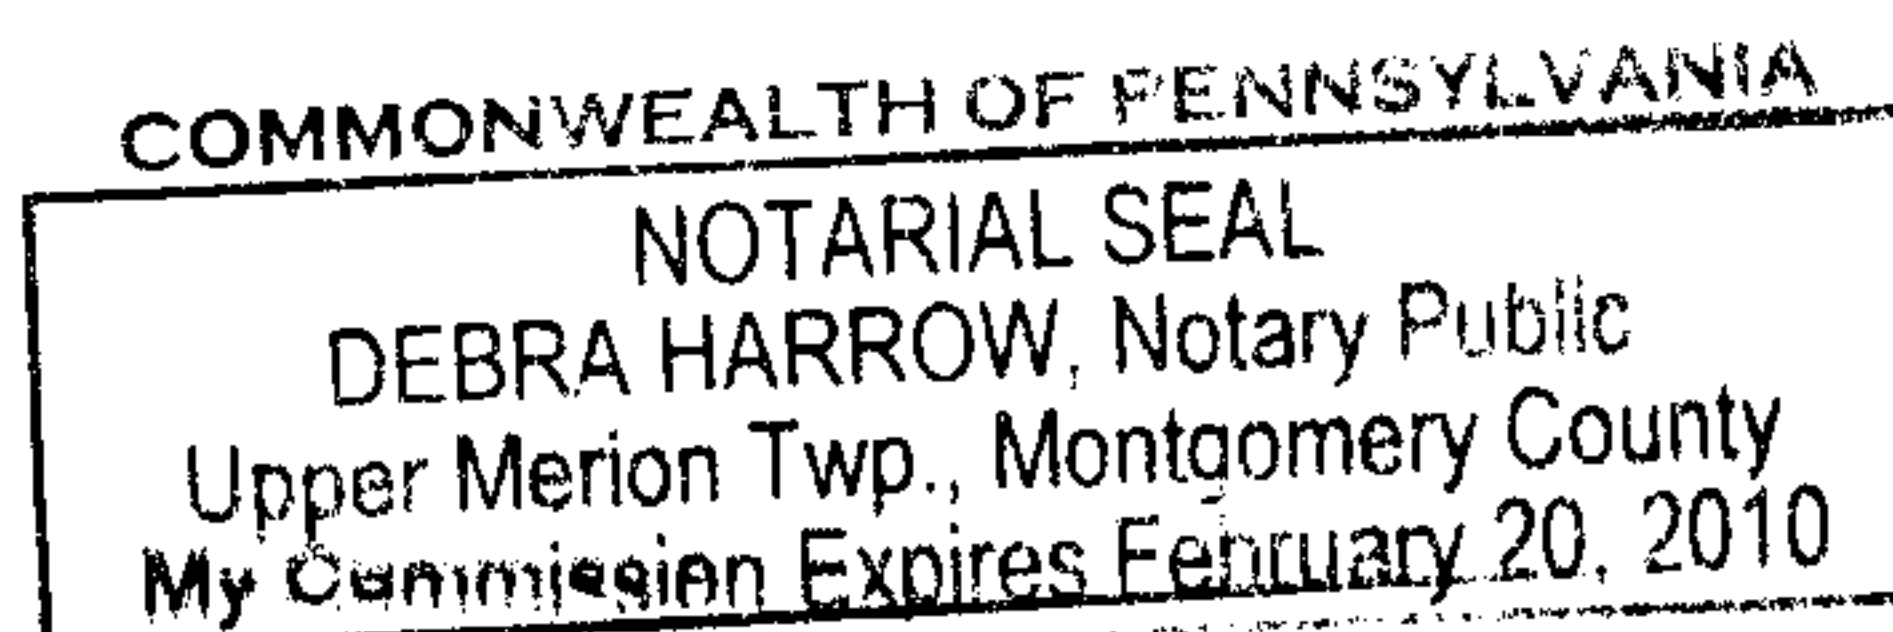 COMMONWEALTH OF PENNSYLVANIA
NOTARIAL SEAL
DEBRA HARROW, Notary Public
Upper Merion Twp., Montgomery County
My Commission Expires February 20, 2010